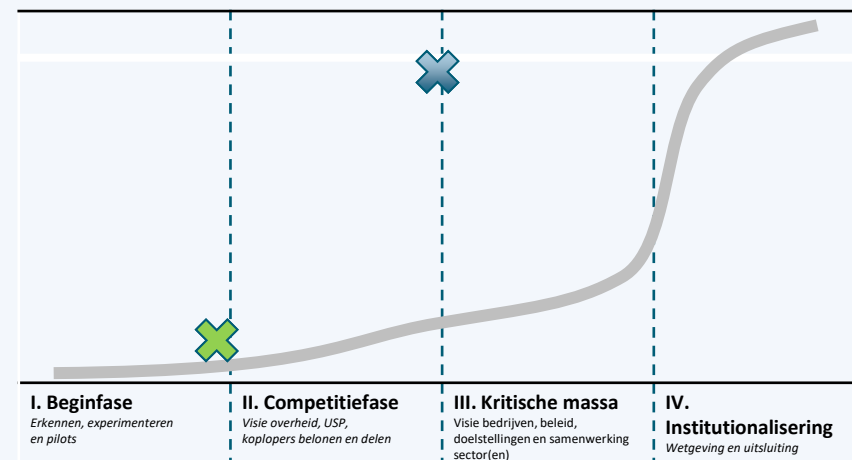 I. Beginfase
Erkennen, experimenteren
en pilots
II. Competitiefase
Visie overheid, USP,
koplopers belonen en delen
III. Kritische massa
Visie bedrijven, beleid,
doelstellingen en samenwerking
sector(en)
IV.
Institutionalisering
Wetgeving en uitsluiting